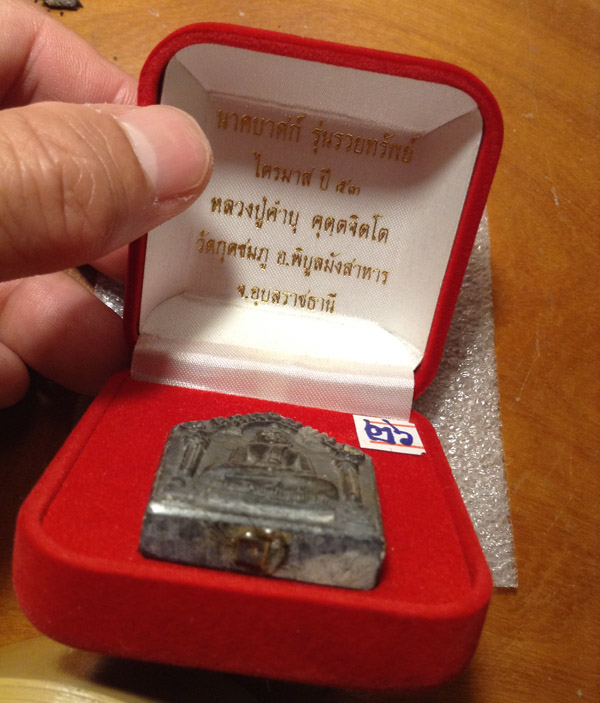 นาคบาศก์ รุ่นรวยทรัพย์
ไตรมาส ปี ๕๓
หลวงปู่คำบุ คุตฺตจิตโต
วัดกุดชมภู อ.พิบูลมังสาหาร
จ.อุบลราชธานี